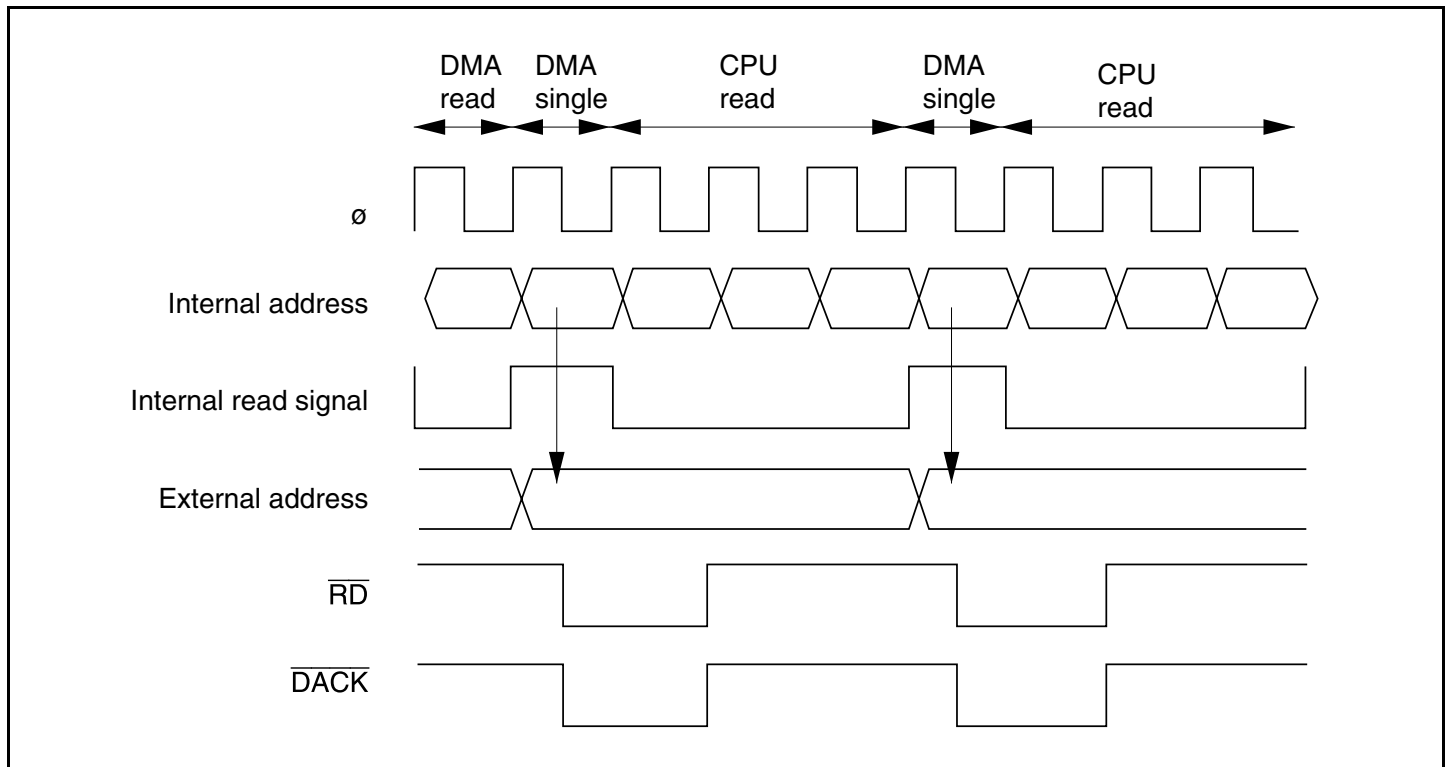 DMA read
DMA single
CPU read
DMA single
CPU read
ø
Internal address
Internal read signal
External address
RD
DACK